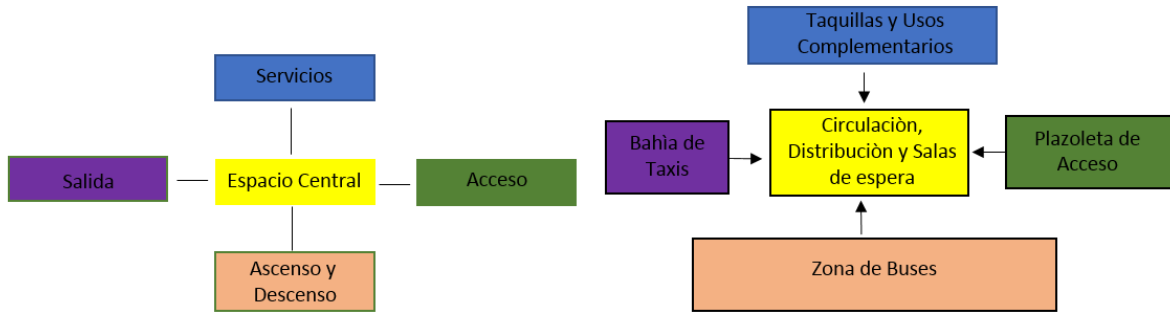 Servicios
Salida
Espacio Central
Acceso
Ascenso y
Descenso
Taquillas y Usos
Complementarios
Bahìa de
Taxis
Circulaciòn,
Distribuciòn y Salas
de espera
Plazoleta de
Acceso
Zona de Buses